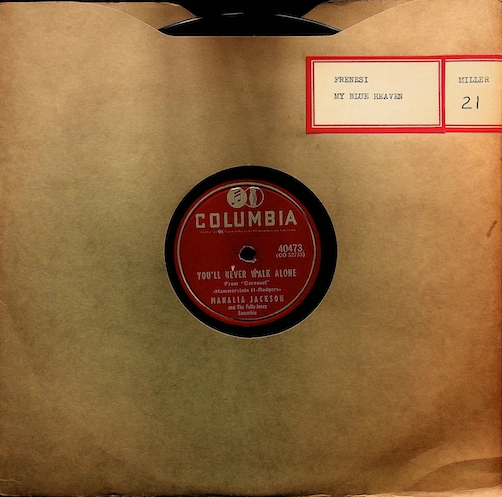 FRENESI
MY BLUE HEAVEN
MILLER
21
COLUMBIA
40473
(CO 52733)
YOU'LL NEVER WALK ALONE
From "Carousel"
-Hammerstein II-Rodgers-
MAHALIA JACKSON
and The Falls-Jones
Ensemble